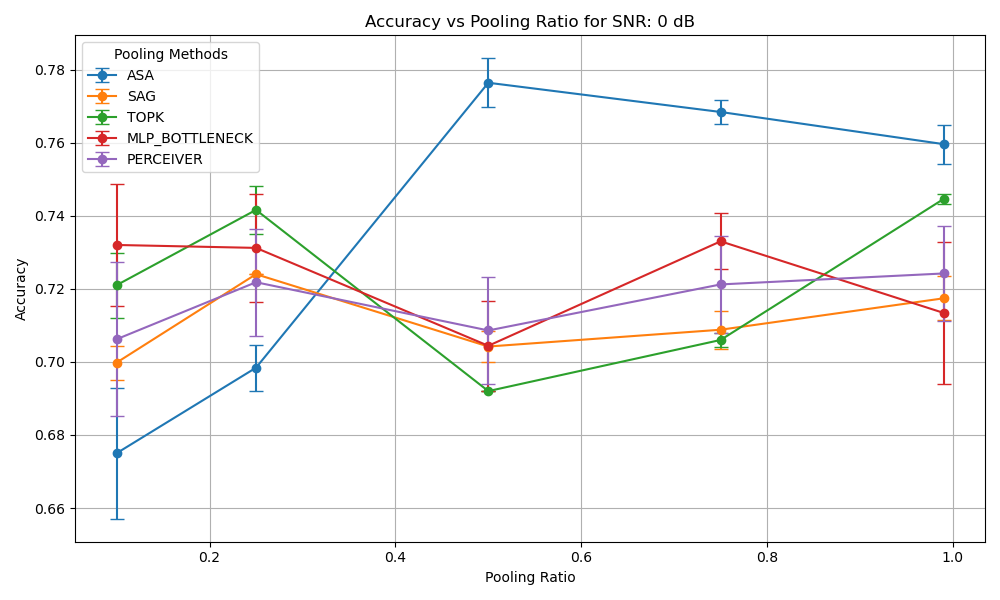 Accuracy vs Pooling Ratio for SNR: 0 dB
Pooling Methods
ASA
SAG
TOPK
MLP_BOTTLENECK
PERCEIVER
Accuracy
0.78
0.76
0.74
0.72
0.70
0.68
0.66
0.2
0.4
0.6
0.8
1.0
Pooling Ratio